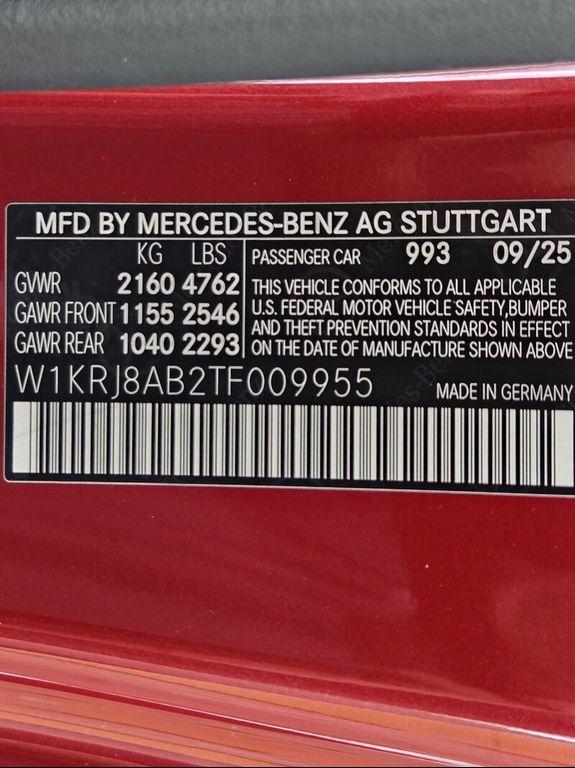 MFD BY MERCEDES-BENZ AG STUTTGART
KG LBS
GVWR 2160 4762
GAWR FRONT 1155 2546
GAWR REAR 1040 2293
PASSENGER CAR 993 09/25
THIS VEHICLE CONFORMS TO ALL APPLICABLE
U.S. FEDERAL MOTOR VEHICLE SAFETY,BUMPER
AND THEFT PREVENTION STANDARDS IN EFFECT
ON THE DATE OF MANUFACTURE SHOWN ABOVE
W1KRJ8AB2TF009955
MADE IN GERMANY